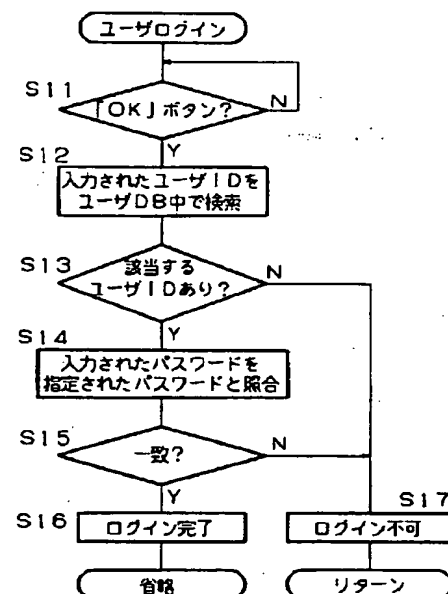 ユーザログイン
S11
「OK」ボタン?
N
Y
S12
入力されたユーザIDを
ユーザDB中で検索
S13
該当する
ユーザIDあり?
N
Y
S14
入力されたパスワードを
指定されたパスワードと照合
S15
一致?
N
Y
S16
ログイン完了
S17
ログイン不可
省略
リターン